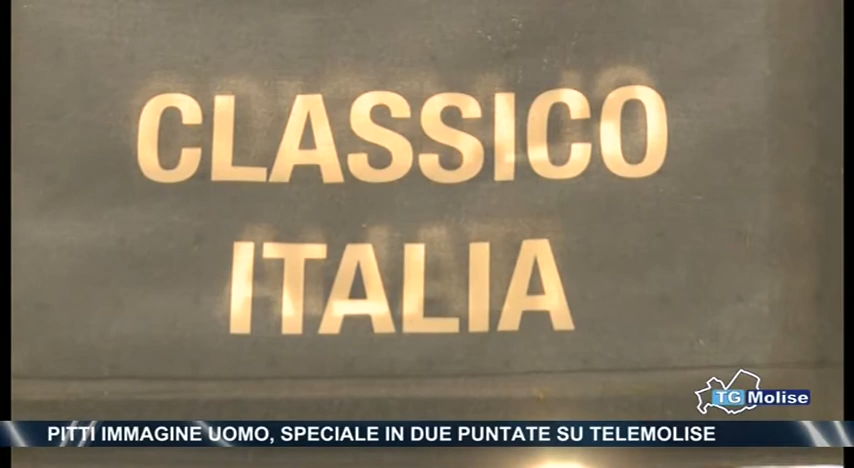 CLASSICO
ITALIA
TG Molise
PITTI IMMAGINE UOMO, SPECIALE IN DUE PUNTATE SU TELEMOLISE